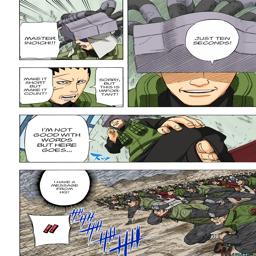 MASTER
INOICHI!!
JUST TEN
SECONDS!
MAKE IT
SHORT BUT
MAKE IT
COUNT!
SORRY,
BUT
THIS IS
IMPOR-
TANT!
I'M NOT
GOOD WITH
WORDS
BUT HERE
GOES...
I HAVE A
MESSAGE
FROM
HQ!